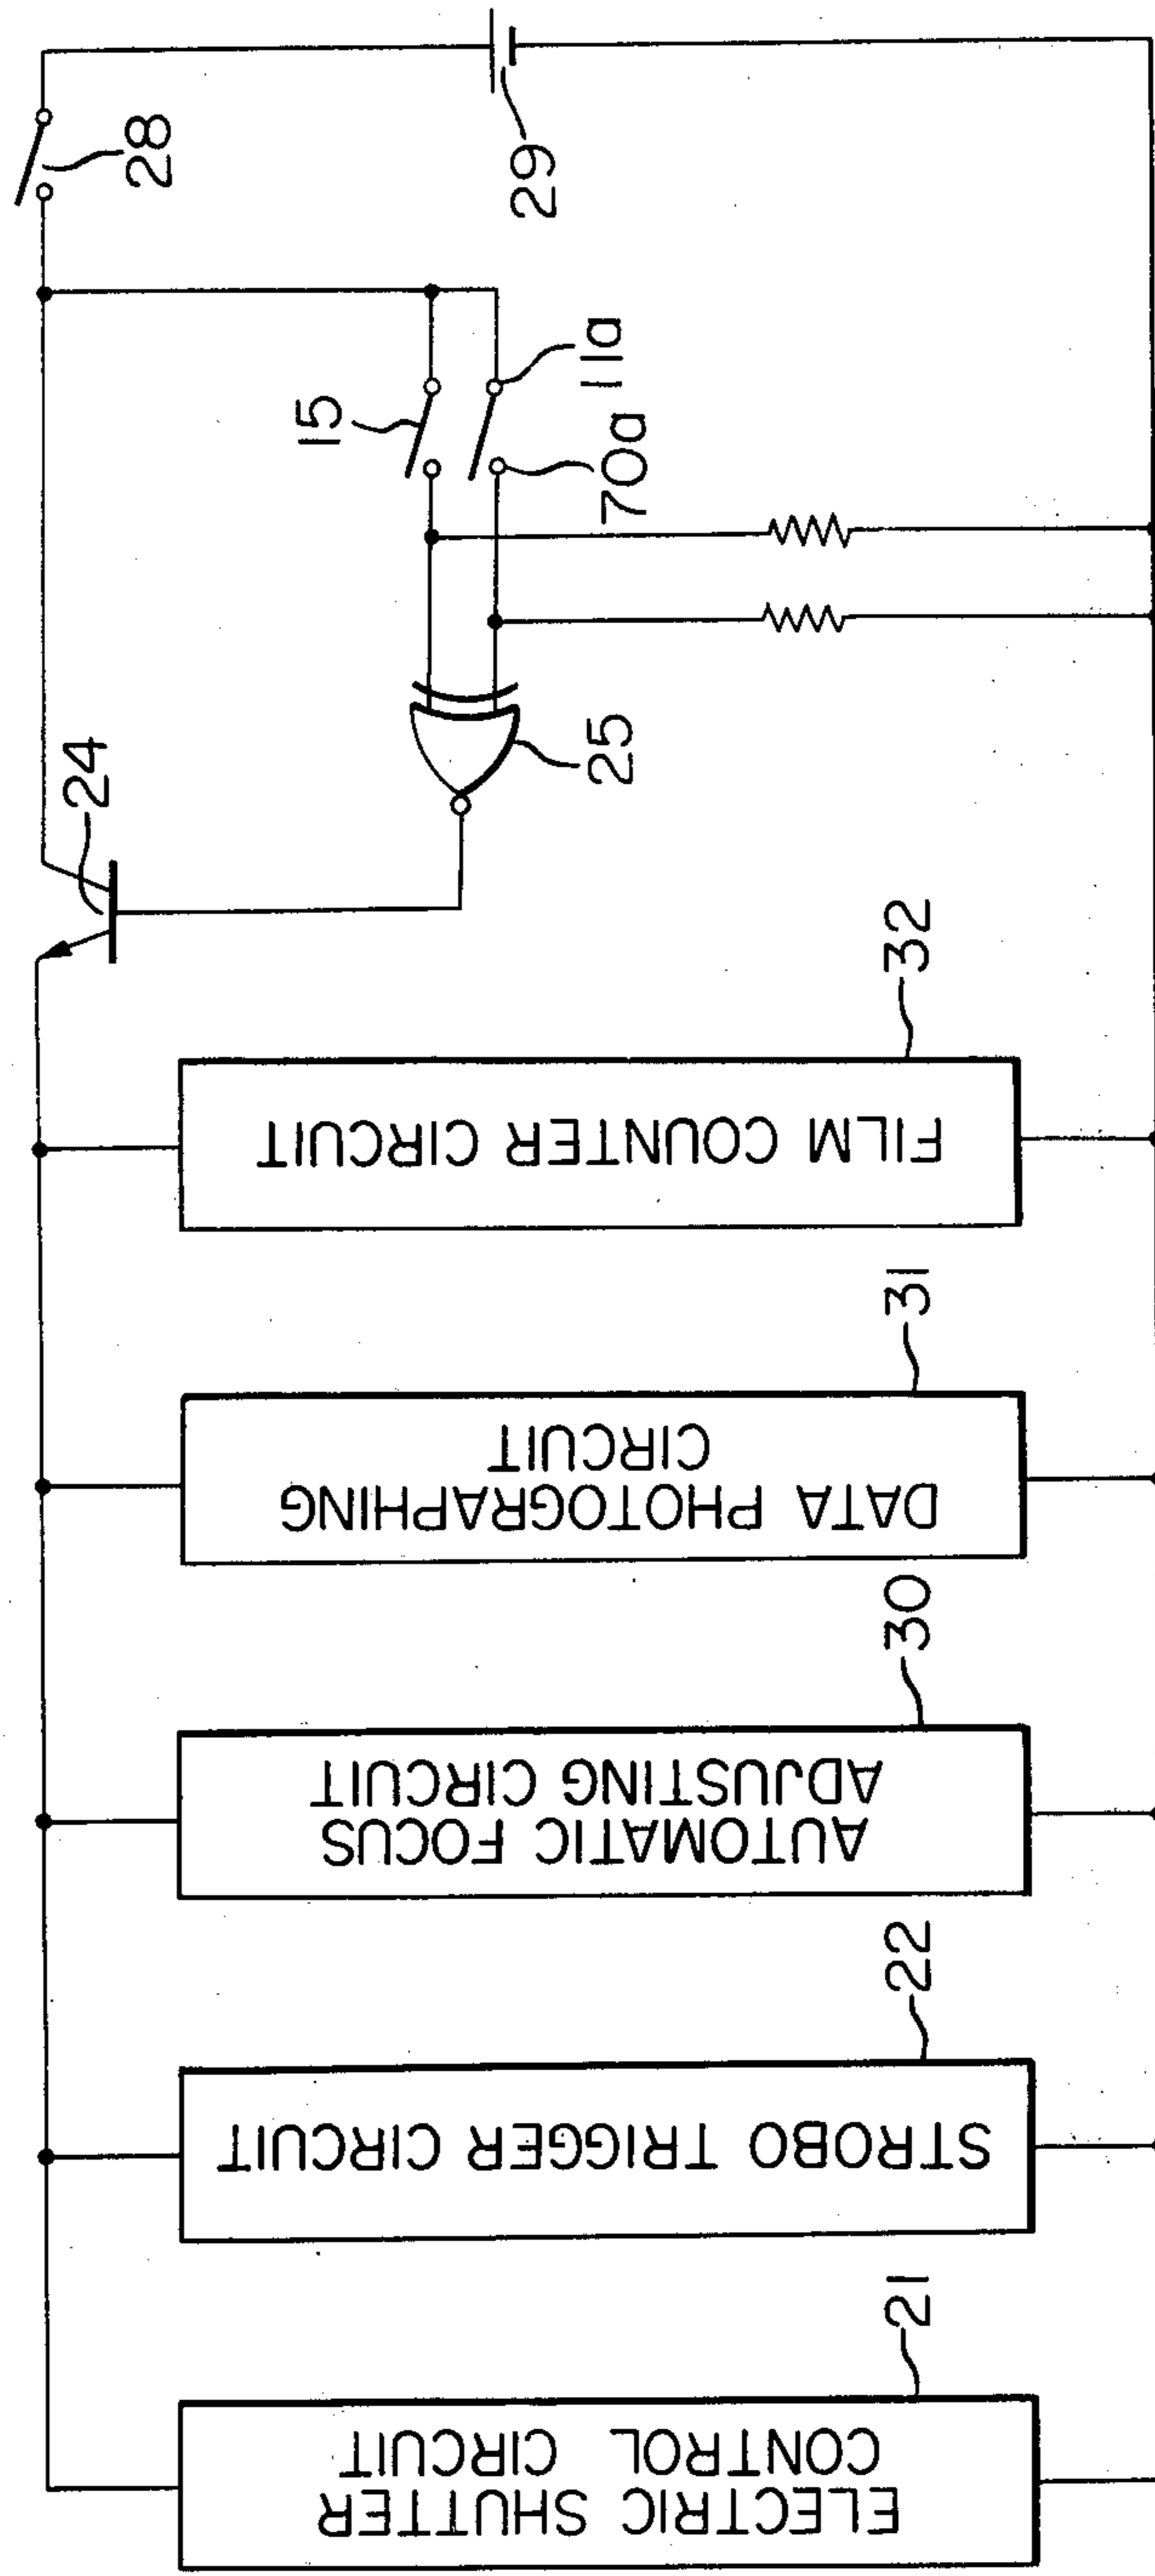 ELECTRIC SHUTTER
CONTROL CIRCUIT
21
STROBO TRIGGER CIRCUIT
22
AUTOMATIC FOCUS
ADJUSTING CIRCUIT
30
DATA PHOTOGRAPHING
CIRCUIT
31
FILM COUNTER CIRCUIT
32
24
25
15
70a
11a
28
29